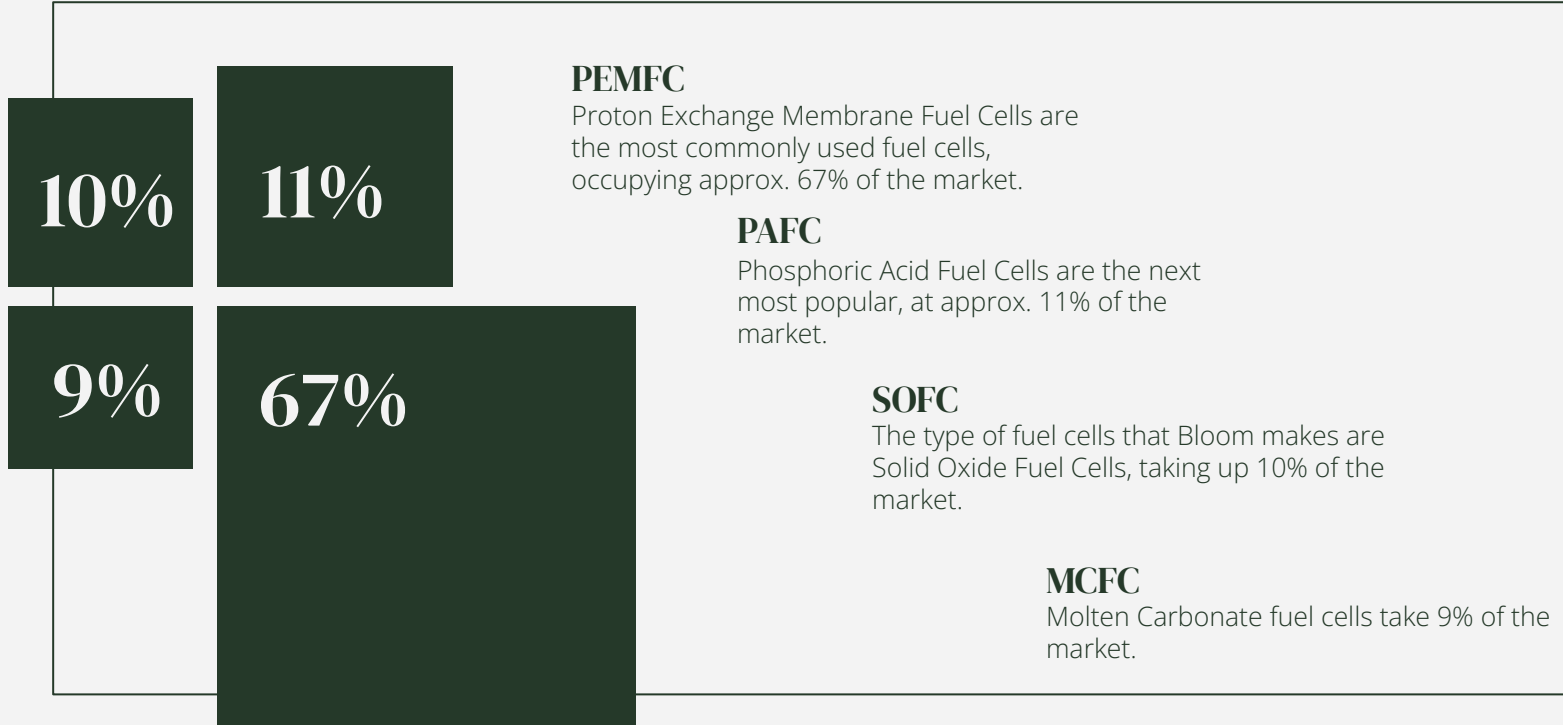 10%
11%
9%
67%
PEMFC
Proton Exchange Membrane Fuel Cells are
the most commonly used fuel cells,
occupying approx. 67% of the market.
PAFC
Phosphoric Acid Fuel Cells are the next
most popular, at approx. 11% of the
market.
SOFC
The type of fuel cells that Bloom makes are
Solid Oxide Fuel Cells, taking up 10% of the
market.
MCFC
Molten Carbonate fuel cells take 9% of the
market.